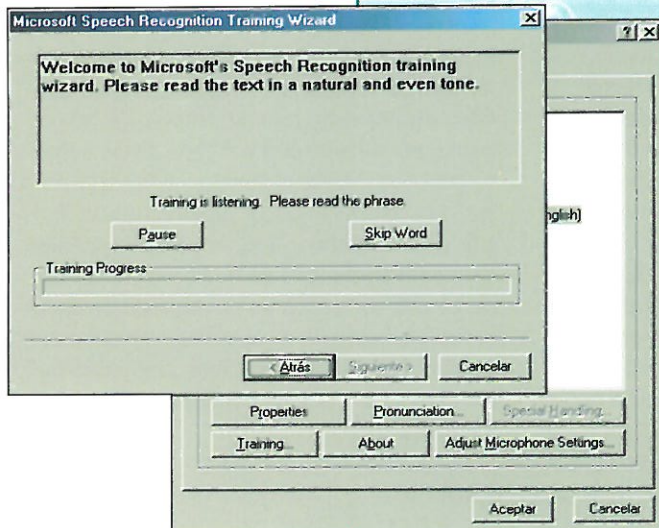 Microsoft Speech Recognition Training Wizard
Welcome to Microsoft's Speech Recognition training
wizard. Please read the text in a natural and even tone.
Training is listening. Please read the phrase.
Pause
Skip Word
Training Progress
< Atrás
Siguiente >
Cancelar
Properties
Pronunciation...
Special Handling...
Training...
About
Adjust Microphone Settings...
Aceptar
Cancelar